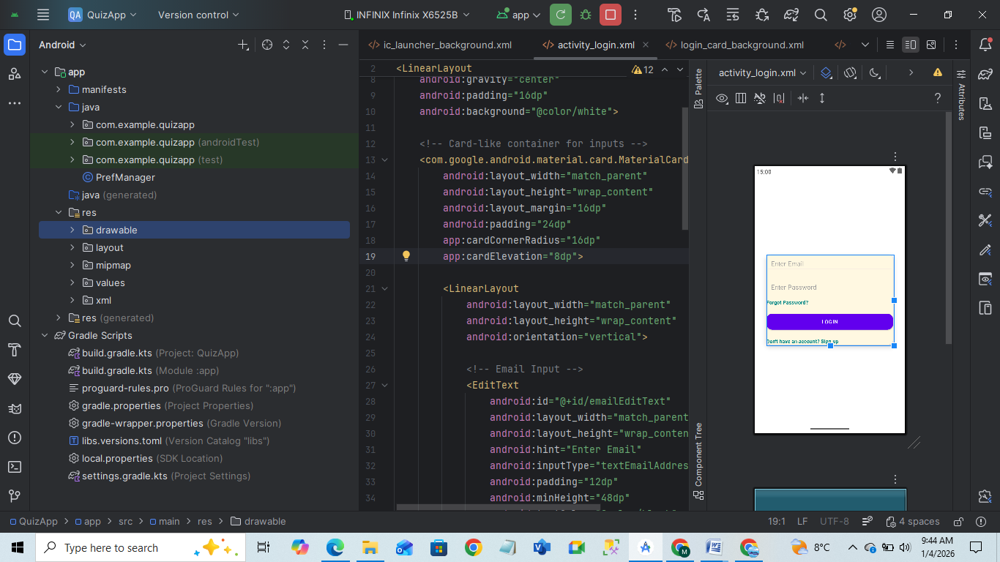 QA QuizApp Version control INFINIX Infinix X6525B app
Android
app
manifests
java
com.example.quizapp
com.example.quizapp (androidTest)
com.example.quizapp (test)
PrefManager
java (generated)
res
drawable
layout
mipmap
values
xml
res (generated)
Gradle Scripts
build.gradle.kts (Project: QuizApp)
build.gradle.kts (Module :app)
proguard-rules.pro (ProGuard Rules for ":app")
gradle.properties (Project Properties)
gradle-wrapper.properties (Gradle Version)
libs.versions.toml (Version Catalog "libs")
local.properties (SDK Location)
settings.gradle.kts (Project Settings)
ic_launcher_background.xml activity_login.xml login_card_background.xml
2 <LinearLayout 12
8 android:gravity="center"
9 android:padding="16dp"
10 android:background="@color/white">
11
12 <!-- Card-like container for inputs -->
13 <com.google.android.material.card.MaterialCard
14 android:layout_width="match_parent"
15 android:layout_height="wrap_content"
16 android:layout_margin="16dp"
17 android:padding="24dp"
18 app:cardCornerRadius="16dp"
19 app:cardElevation="8dp">
20
21 <LinearLayout
22 android:layout_width="match_parent"
23 android:layout_height="wrap_content"
24 android:orientation="vertical">
25
26 <!-- Email Input -->
27 <EditText
28 android:id="@+id/emailEditText"
29 android:layout_width="match_parent
30 android:layout_height="wrap_conten
31 android:hint="Enter Email"
32 android:inputType="textEmailAddres
33 android:padding="12dp"
34 android:minHeight="48dp"
Palette
Component Tree
activity_login.xml
Attributes
15:00
Enter Email
Enter Password
Forgot Password?
LOGIN
Don't have an account? Sign up
QuizApp > app > src > main > res > drawable
19:1 LF UTF-8 4 spaces
Type here to search
8°C
9:44 AM
1/4/2026